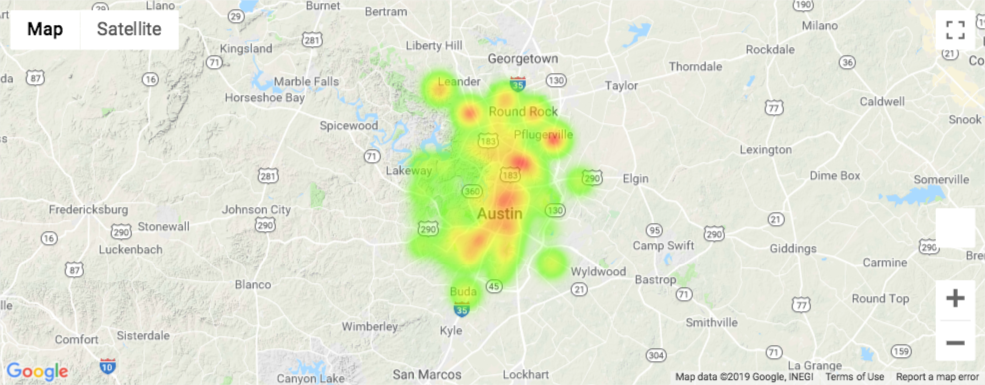 Map
Satellite
29
Llano
Burnet
Bertram
190
Milano
29
281
Kingsland
71
Liberty Hill
Georgetown
Rockdale
36
21
87
16
Marble Falls
Horseshoe Bay
Leander
35
130
Taylor
Thorndale
Caldwell
77
Snook
Spicewood
Round Rock
Pflugerville
183
71
Lexington
281
Lakeway
183
290
Elgin
Dime Box
Somerville
360
Fredericksburg
Johnson City
Austin
130
16
290
Stonewall
290
290
95
290
21
Luckenbach
Camp Swift
Giddings
290
Carmine
87
Wyldwood
Bastrop
Blanco
45
21
71
77
Round Top
Buda
35
Smithville
Wimberley
Kyle
Comfort
Sisterdale
304
71
159
10
Canyon Lake
San Marcos
Lockhart
La Grange
Google
Map data ©2019 Google, INEGI
Terms of Use
Report a map error